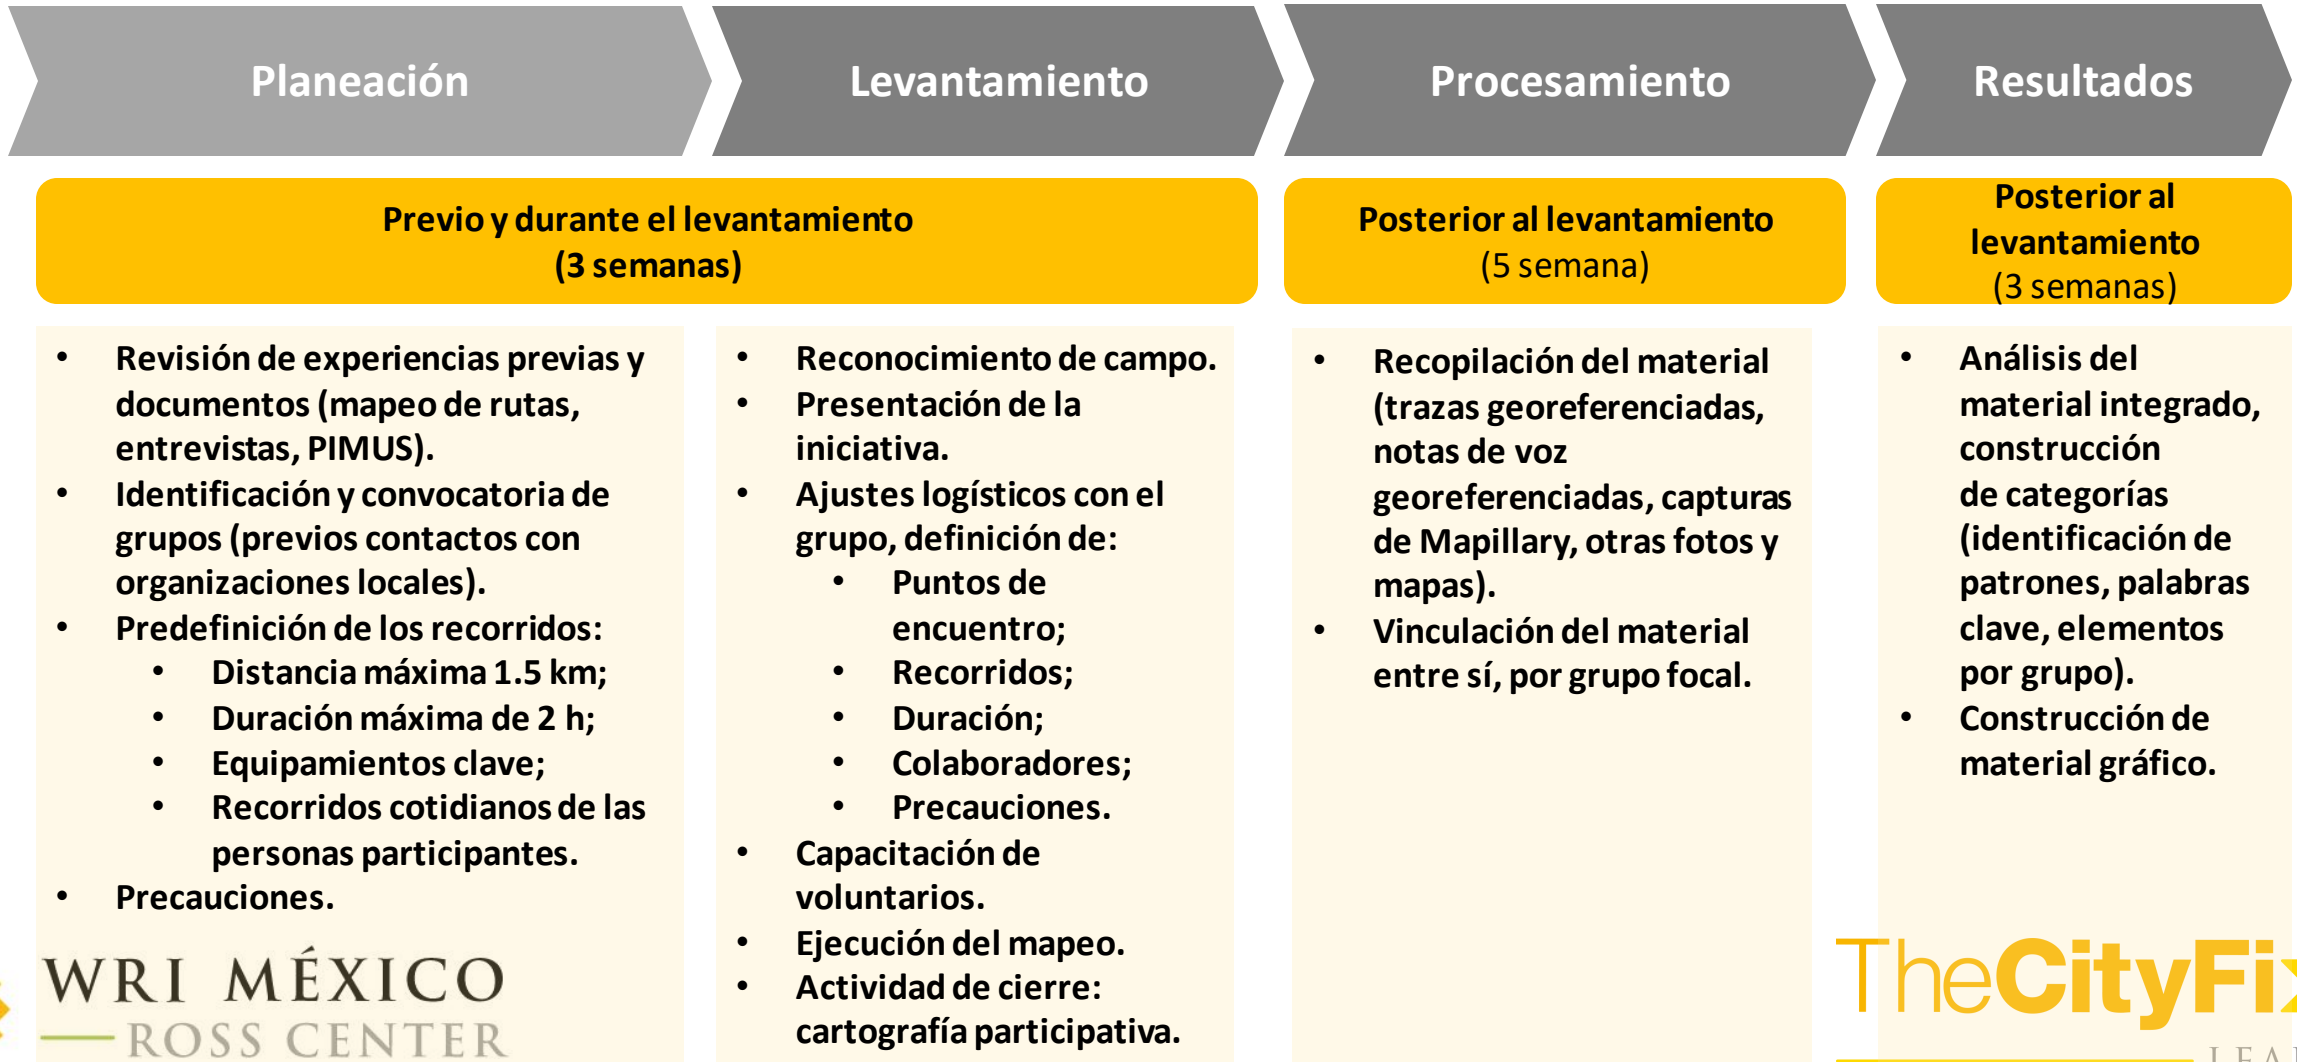 Planeación
Levantamiento
Procesamiento
Resultados
Previo y durante el levantamiento
(3 semanas)
Posterior al levantamiento
(5 semana)
Posterior al
levantamiento
(3 semanas)
• Revisión de experiencias previas y
documentos (mapeo de rutas,
entrevistas, PIMUS).
• Identificación y convocatoria de
grupos (previos contactos con
organizaciones locales).
• Predefinición de los recorridos:
• Distancia máxima 1.5 km;
• Duración máxima de 2 h;
• Equipamientos clave;
• Recorridos cotidianos de las
personas participantes.
• Precauciones.
• Reconocimiento de campo.
• Presentación de la
iniciativa.
• Ajustes logísticos con el
grupo, definición de:
• Puntos de
encuentro;
• Recorridos;
• Duración;
• Colaboradores;
• Precauciones.
• Capacitación de
voluntarios.
• Ejecución del mapeo.
• Actividad de cierre:
cartografía participativa.
• Recopilación del material
(trazas georeferenciadas,
notas de voz
georeferenciadas, capturas
de Mapillary, otras fotos y
mapas).
• Vinculación del material
entre sí, por grupo focal.
• Análisis del
material integrado,
construcción
de categorías
(identificación de
patrones, palabras
clave, elementos
por grupo).
• Construcción de
material gráfico.
WRI MÉXICO
ROSS CENTER
TheCityFix